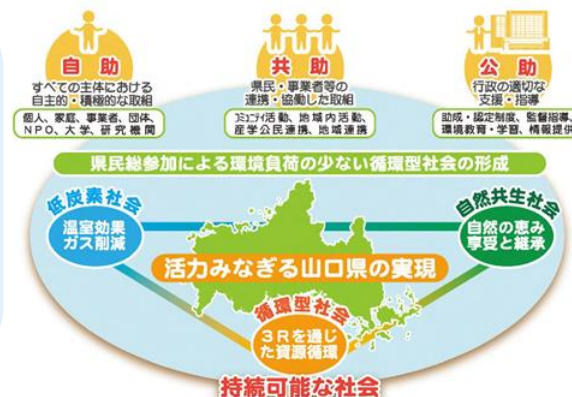 自助
すべての主体における
自主的・積極的な取組
個人、家庭、事業者、団体、
NPO、大学、研究機関
共助
県民・事業者等の
連携・協働した取組
コミュニティ活動、地域内活動、
産学公民連携、地域連携
公助
行政の適切な
支援・指導
助成・認定制度、監督指導、
環境教育・学習、情報提供
県民総参加による環境負荷の少ない循環型社会の形成
低炭素社会
温室効果
ガス削減
自然共生社会
自然の恵み
享受と継承
活力みなぎる山口県の実現
循環型社会
3Rを通じ
た資源循環
持続可能な社会